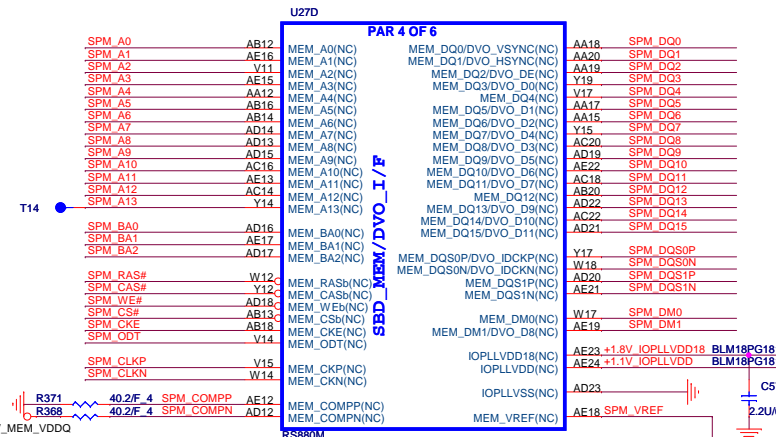 U27D
PAR 4 OF 6
SPM_A0 AB12 MEM_A0(NC) MEM_DQ0/DVO_VSYNC(NC) AA18 SPM_DQ0
SPM_A1 AE16 MEM_A1(NC) MEM_DQ1/DVO_HSYNC(NC) AA20 SPM_DQ1
SPM_A2 V11 MEM_A2(NC) MEM_DQ2/DVO_DE(NC) AA19 SPM_DQ2
SPM_A3 AE15 MEM_A3(NC) MEM_DQ3/DVO_D0(NC) Y19 SPM_DQ3
SPM_A4 AA12 MEM_A4(NC) MEM_DQ4(NC) V17 SPM_DQ4
SPM_A5 AB16 MEM_A5(NC) MEM_DQ5/DVO_D1(NC) AA17 SPM_DQ5
SPM_A6 AB14 MEM_A6(NC) MEM_DQ6/DVO_D2(NC) AA15 SPM_DQ6
SPM_A7 AD14 MEM_A7(NC) MEM_DQ7/DVO_D4(NC) Y15 SPM_DQ7
SPM_A8 AD13 MEM_A8(NC) MEM_DQ8/DVO_D3(NC) AC20 SPM_DQ8
SPM_A9 AD15 MEM_A9(NC) MEM_DQ9/DVO_D5(NC) AD19 SPM_DQ9
SPM_A10 AC16 MEM_A10(NC) MEM_DQ10/DVO_D6(NC) AE22 SPM_DQ10
SPM_A11 AE13 MEM_A11(NC) MEM_DQ11/DVO_D7(NC) AC18 SPM_DQ11
SPM_A12 AC14 MEM_A12(NC) MEM_DQ12(NC) AB20 SPM_DQ12
T14 SPM_A13 Y14 MEM_A13(NC) MEM_DQ13/DVO_D9(NC) AD22 SPM_DQ13
MEM_DQ14/DVO_D10(NC) AC22 SPM_DQ14
SPM_BA0 AD16 MEM_BA0(NC) MEM_DQ15/DVO_D11(NC) AD21 SPM_DQ15
SPM_BA1 AE17 MEM_BA1(NC)
SPM_BA2 AD17 MEM_BA2(NC) MEM_DQS0P/DVO_IDCKP(NC) Y17 SPM_DQS0P
MEM_DQS0N/DVO_IDCKN(NC) W18 SPM_DQS0N
SPM_RAS# W12 MEM_RASb(NC) MEM_DQS1P(NC) AD20 SPM_DQS1P
SPM_CAS# Y12 MEM_CASb(NC) MEM_DQS1N(NC) AE21 SPM_DQS1N
SPM_WE# AD18 MEM_WEb(NC)
SPM_CS# AB13 MEM_CSb(NC) MEM_DM0(NC) W17 SPM_DM0
SPM_CKE AB18 MEM_CKE(NC) MEM_DM1/DVO_D8(NC) AE19 SPM_DM1
SPM_ODT V14 MEM_ODT(NC)
SBD_MEM/DVO_I/F
IOPLLVDD18(NC) AE23 +1.8V_IOPLLVDD18 BLM18PG18
SPM_CLKP V15 MEM_CKP(NC) IOPLLVDD(NC) AE24 +1.1V_IOPLLVDD BLM18PG18
SPM_CLKN W14 MEM_CKN(NC)
IOPLLVSS(NC) AD23 C5
R371 40.2/F_4 SPM_COMPP AE12 MEM_COMPP(NC)
R368 40.2/F_4 SPM_COMPN AD12 MEM_COMPN(NC) MEM_VREF(NC) AE18 SPM_VREF 2.2U/
_MEM_VDDQ
RS880M